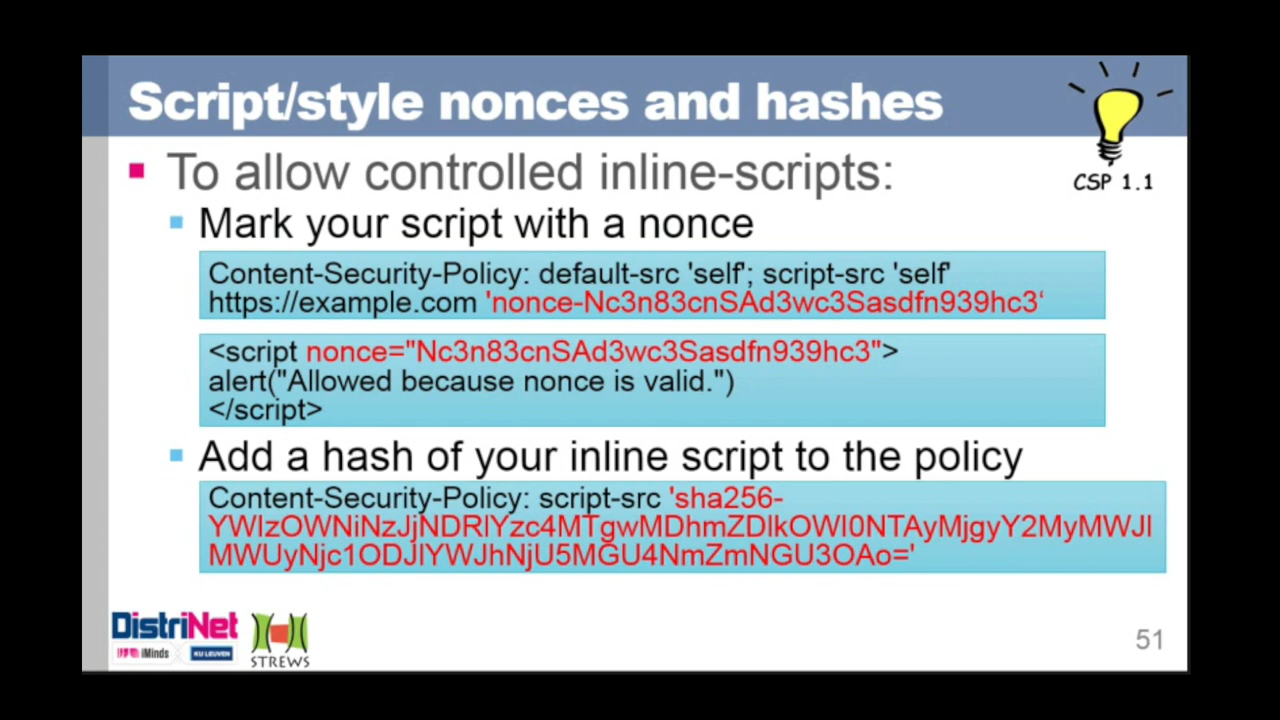 Script/style nonces and hashes
CSP 1.1
To allow controlled inline-scripts:
Mark your script with a nonce
Content-Security-Policy: default-src 'self'; script-src 'self'
https://example.com 'nonce-Nc3n83cnSAd3wc3Sasdfn939hc3‘
<script nonce="Nc3n83cnSAd3wc3Sasdfn939hc3">
alert("Allowed because nonce is valid.")
</script>
Add a hash of your inline script to the policy
Content-Security-Policy: script-src 'sha256-
YWIzOWNiNzJjNDRlYzc4MTgwMDhmZDlkOWI0NTAyMjgyY2MyMWJl
MWUyNjc1ODJlYWJhNjU5MGU4NmZmNGU3OAo='
DistriNet
iMinds
KU LEUVEN
STREWS
51